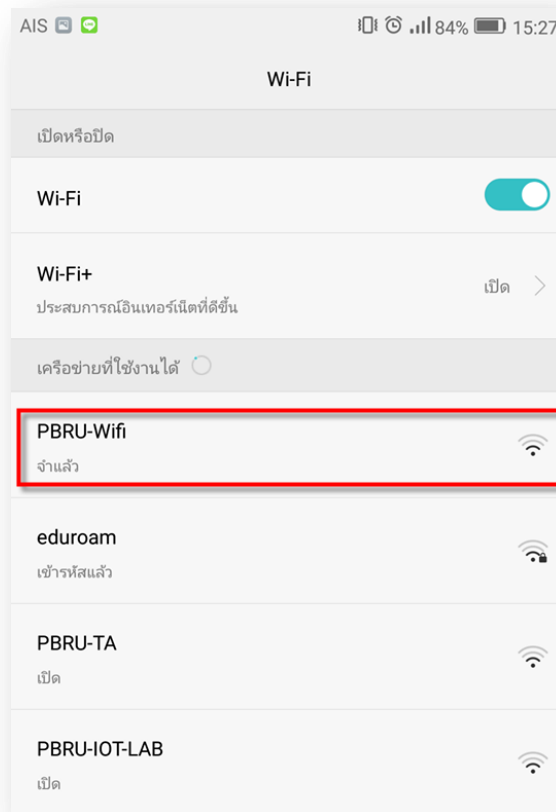 AIS 84% 15:27
Wi-Fi
เปิดหรือปิด
Wi-Fi
Wi-Fi+
ประสบการณ์อินเทอร์เน็ตที่ดีขึ้น
เปิด
เครือข่ายที่ใช้งานได้
PBRU-Wifi
จำแล้ว
eduroam
เข้ารหัสแล้ว
PBRU-TA
เปิด
PBRU-IOT-LAB
เปิด